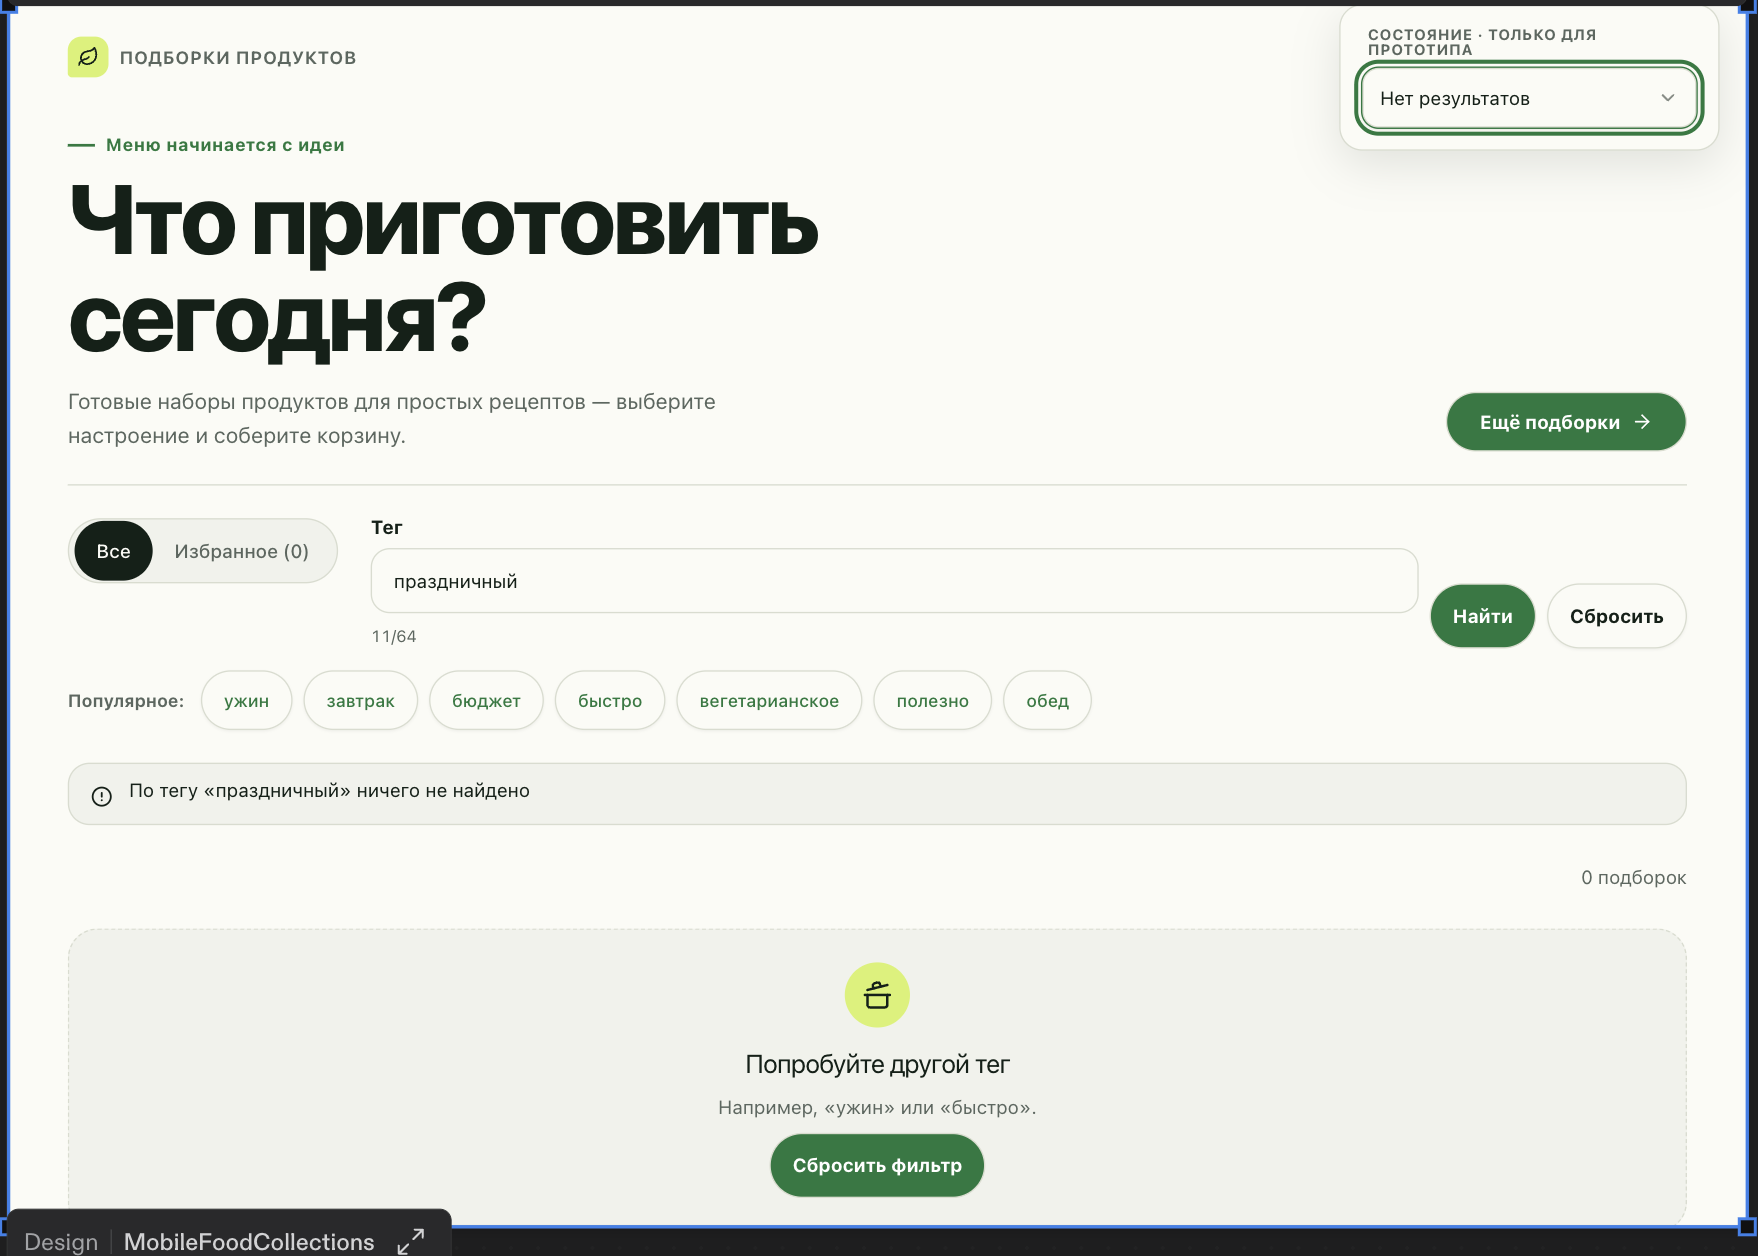 ПОДБОРКИ ПРОДУКТОВ
СОСТОЯНИЕ · ТОЛЬКО ДЛЯ
ПРОТОТИПА
Нет результатов
Меню начинается с идеи
Что приготовить
сегодня?
Готовые наборы продуктов для простых рецептов — выберите
настроение и соберите корзину.
Ещё подборки
Все
Избранное (0)
Тег
праздничный
11/64
Найти
Сбросить
Популярное:
ужин
завтрак
бюджет
быстро
вегетарианское
полезно
обед
По тегу «праздничный» ничего не найдено
0 подборок
Попробуйте другой тег
Например, «ужин» или «быстро».
Сбросить фильтр
Design
MobileFoodCollections